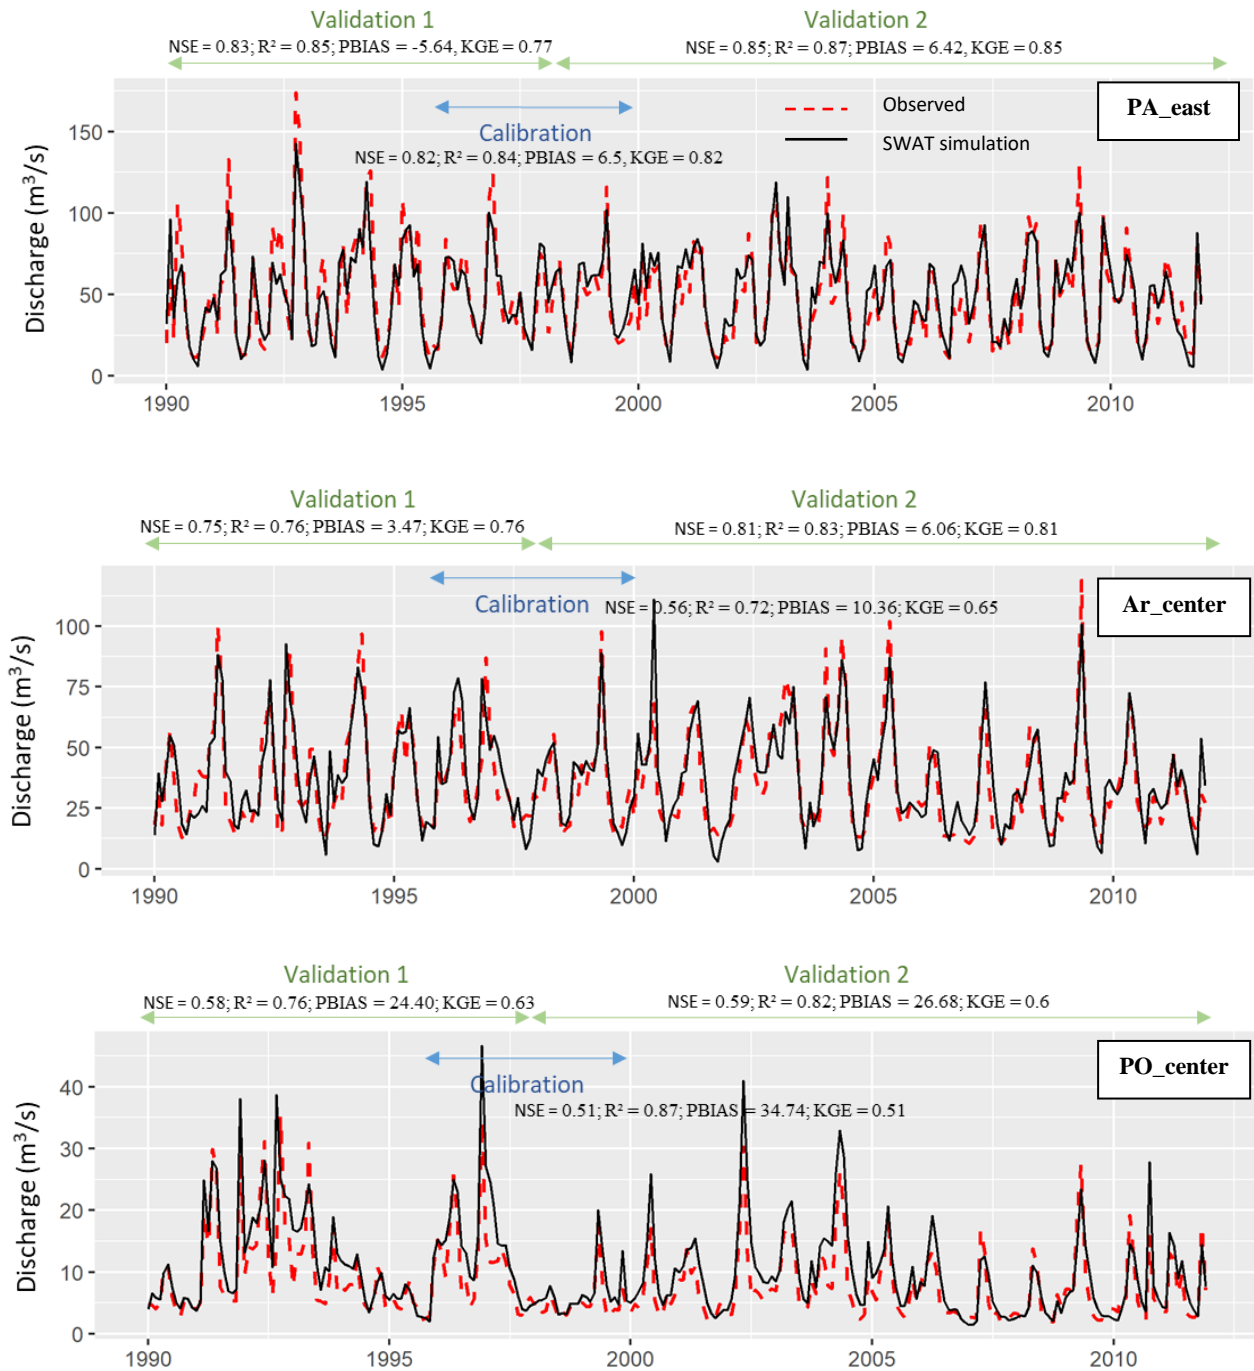 Validation 1
Validation 2
NSE = 0.83; R² = 0.85; PBIAS = -5.64, KGE = 0.77
NSE = 0.85; R² = 0.87; PBIAS = 6.42, KGE = 0.85
Observed
PA_east
Calibration
SWAT simulation
NSE = 0.82; R² = 0.84; PBIAS = 6.5, KGE = 0.82
Discharge (m³/s)
150
100
50
0
1990 1995 2000 2005 2010
Validation 1
Validation 2
NSE = 0.75; R² = 0.76; PBIAS = 3.47; KGE = 0.76
NSE = 0.81; R² = 0.83; PBIAS = 6.06; KGE = 0.81
Calibration
NSE = 0.56; R² = 0.72; PBIAS = 10.36; KGE = 0.65
Ar_center
Discharge (m³/s)
100
75
50
25
0
1990 1995 2000 2005 2010
Validation 1
Validation 2
NSE = 0.58; R² = 0.76; PBIAS = 24.40; KGE = 0.63
NSE = 0.59; R² = 0.82; PBIAS = 26.68; KGE = 0.6
PO_center
Calibration
NSE = 0.51; R² = 0.87; PBIAS = 34.74; KGE = 0.51
Discharge (m³/s)
40
30
20
10
0
1990 1995 2000 2005 2010